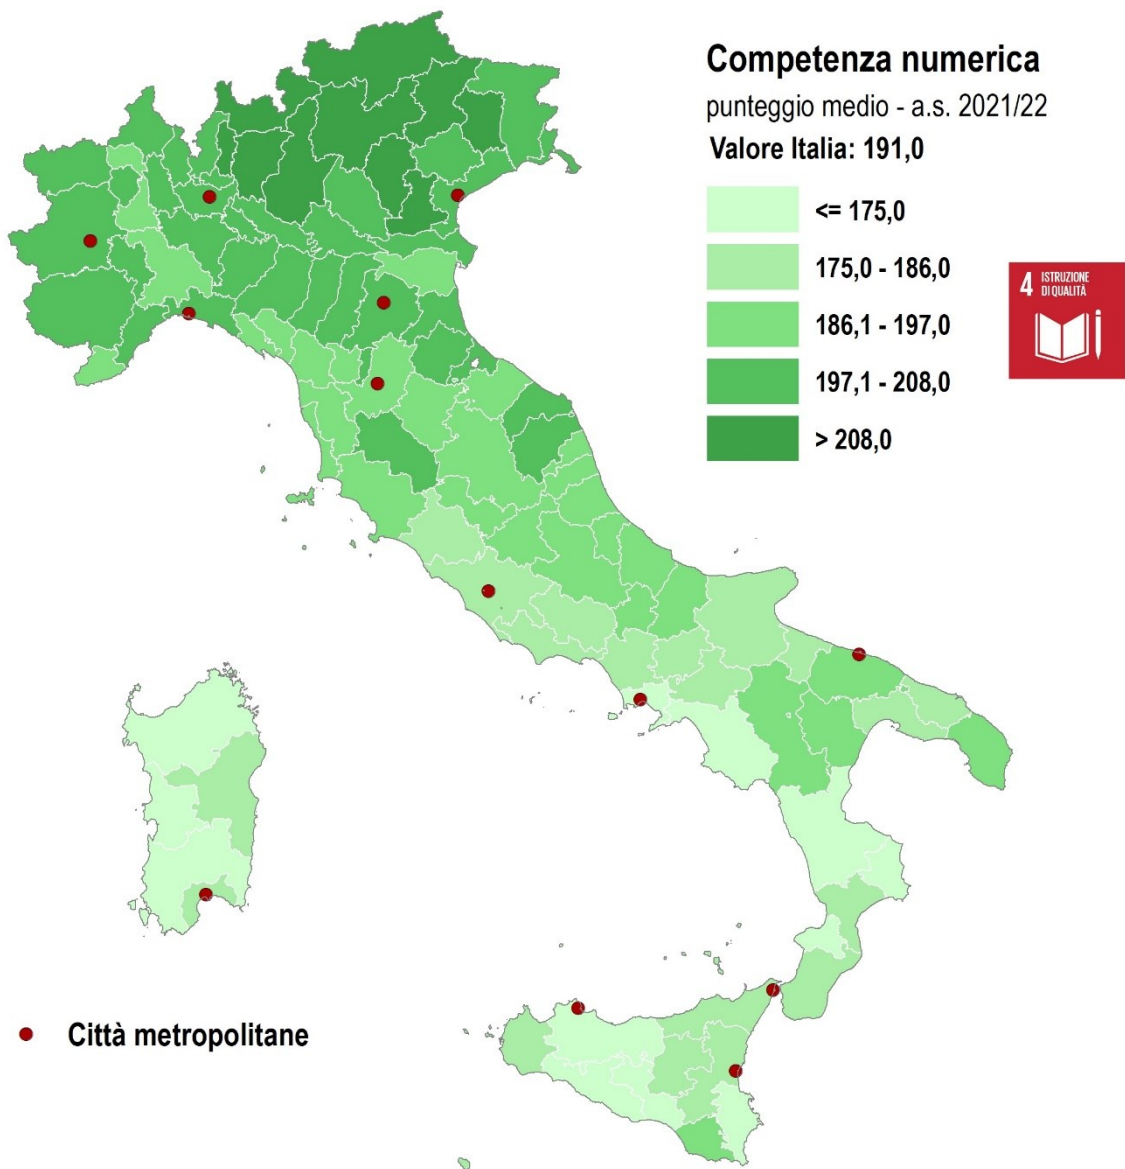 Competenza numerica
punteggio medio - a.s. 2021/22
Valore Italia: 191,0
<= 175,0
175,0 - 186,0
186,1 - 197,0
197,1 - 208,0
> 208,0
4 ISTRUZIONE
DI QUALITÀ
Città metropolitane